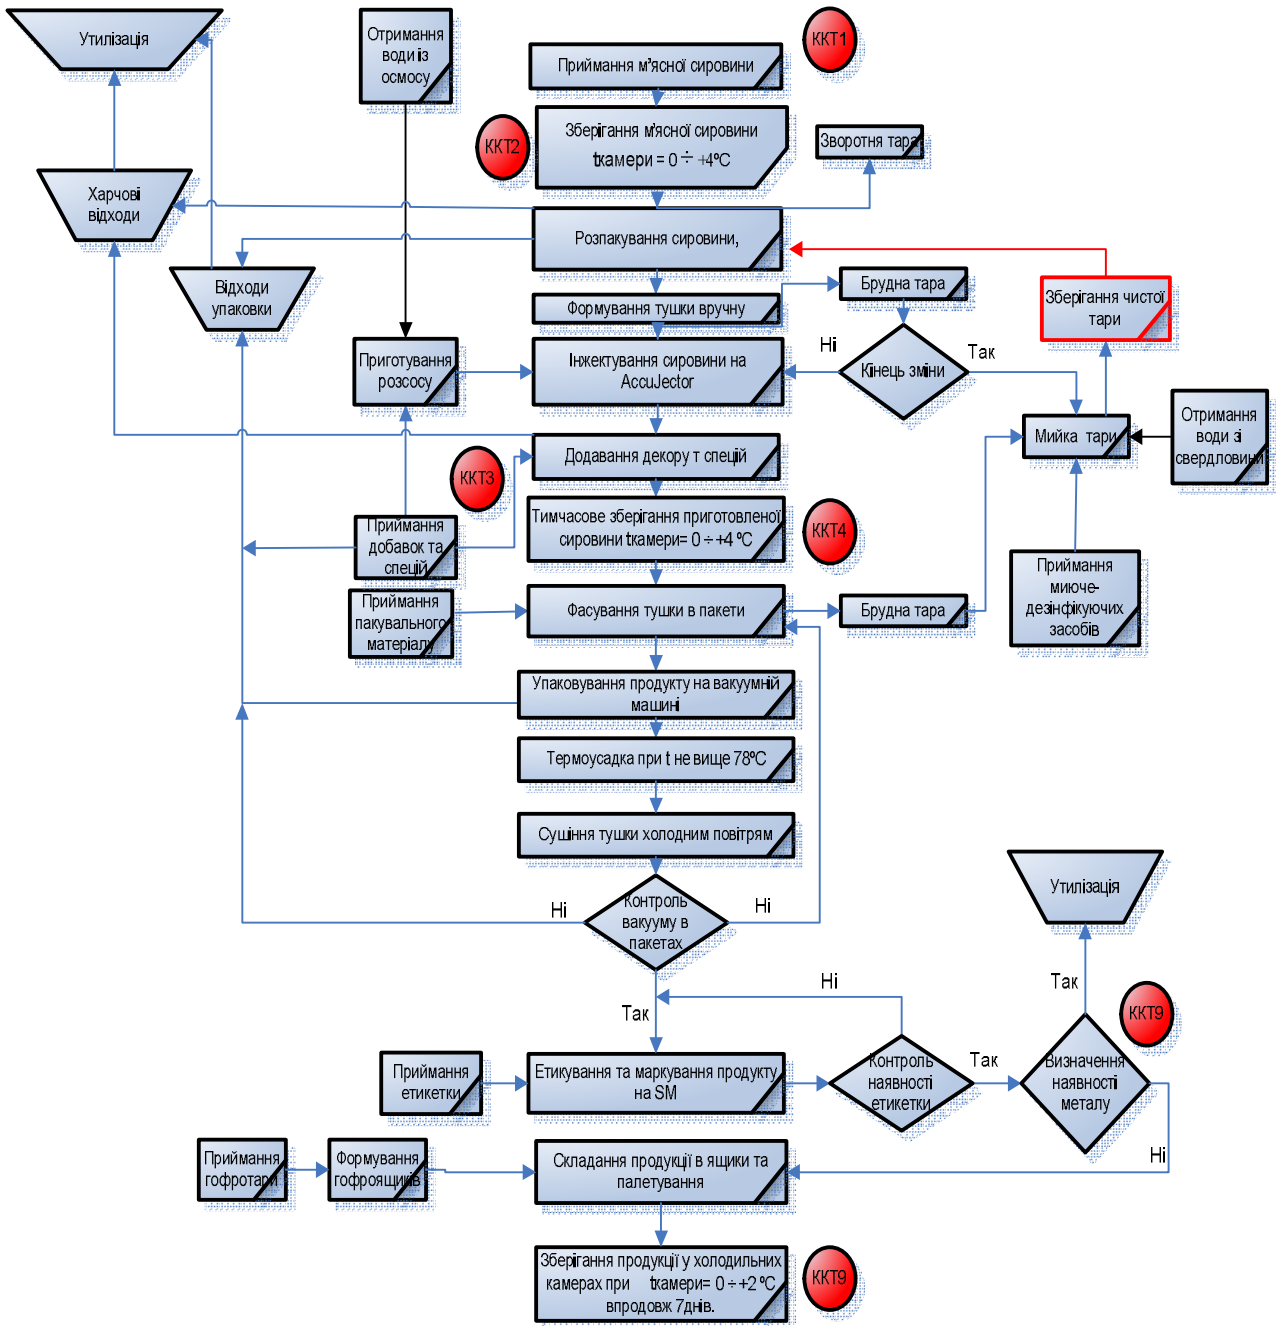 Утилізація
Отримання
води із
осмосу
Приймання м'ясної сировини
ККТ1
ККТ2
Зберігання м'ясної сировини
tкамери = 0 ÷ +4ºС
Зворотня тара
Харчові
відходи
Розпакування сировини,
Відходи
упаковки
Формування тушки вручну
Брудна тара
Зберігання чистої
тари
Приготування
розсосу
Інжектування сировини на
AccuJector
Ні
Кінець зміни
Так
Отримання
води зі
свердловини
Мийка тари
ККТ3
Додавання декору т спецій
Приймання
добавок та
спецій
Тимчасове зберігання приготовленої
сировини tкамери= 0 ÷ +4 ºС
ККТ4
Приймання
миюче-
дезінфікуючих
засобів
Приймання
пакувального
матеріалу
Фасування тушки в пакети
Брудна тара
Упаковування продукту на вакуумній
машині
Термоусадка при t не вище 78ºС
Сушіння тушки холодним повітрям
Ні
Контроль
вакууму в
пакетах
Ні
Утилізація
Так
Ні
Так
ККТ9
Приймання
етикетки
Етикування та маркування продукту
на SM
Контроль
наявності
етикетки
Так
Визначення
наявності
металу
Ні
Приймання
гофротари
Формування
гофроящиків
Складання продукції в ящики та
палетування
Зберігання продукції у холодильних
камерах при tкамери= 0 ÷ +2 ºС
впродовж 7днів.
ККТ9